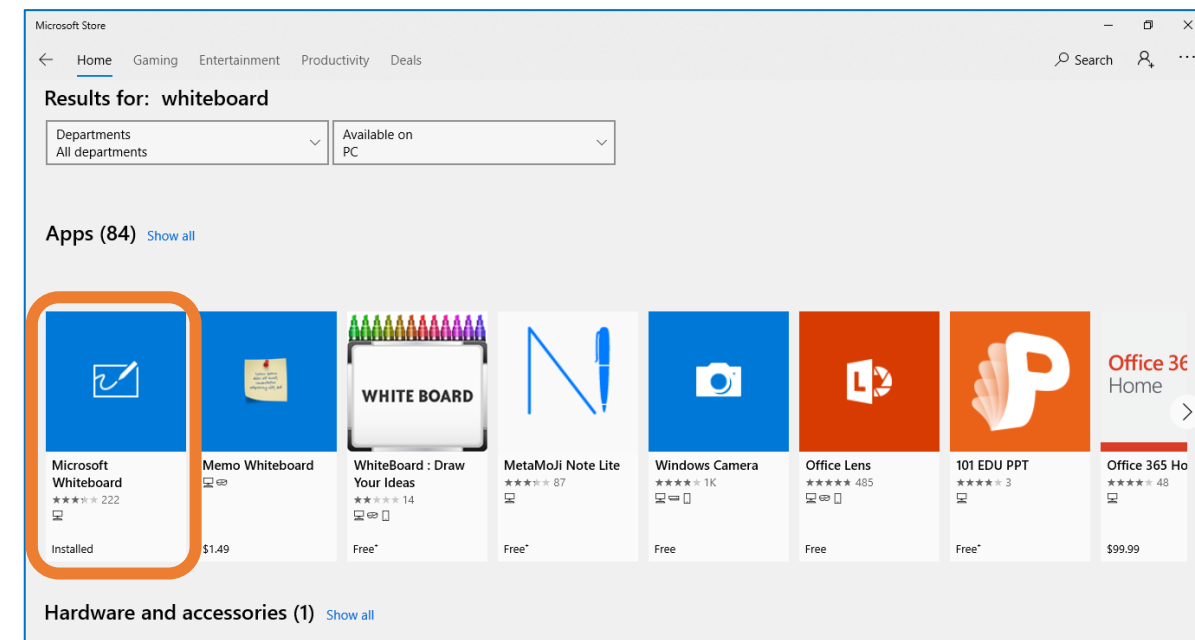 Microsoft Store
Home Gaming Entertainment Productivity Deals Search
Results for: whiteboard
Departments
All departments
Available on
PC
Apps (84) Show all
Microsoft
Whiteboard
222
Installed
Memo Whiteboard
$1.49
WHITE BOARD
WhiteBoard : Draw
Your Ideas
14
Free*
MetaMoJi Note Lite
87
Free*
Windows Camera
1K
Free
L
Office Lens
485
Free
P
101 EDU PPT
3
Free*
Office 36
Home
Office 365 Ho
48
$99.99
Hardware and accessories (1) Show all